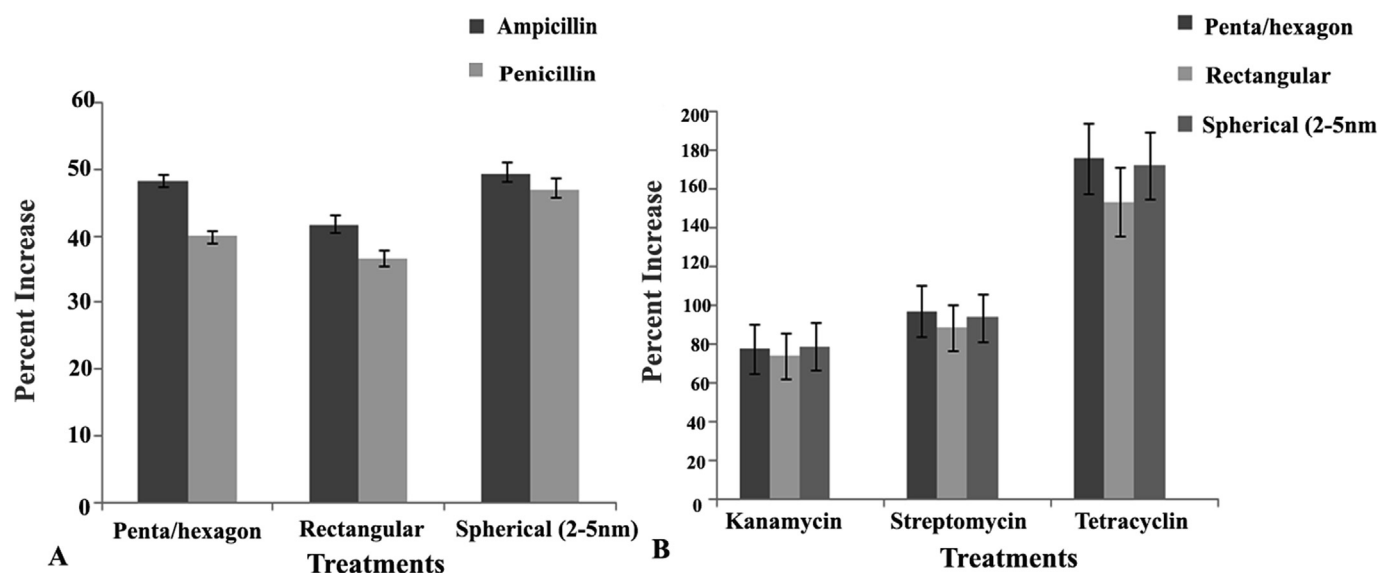 Ampicillin
Penicillin
60
50
40
30
20
10
0
Percent Increase
Penta/hexagon Rectangular Spherical (2-5nm)
Treatments
A
Penta/hexagon
Rectangular
Spherical (2-5nm
200
180
160
140
120
100
80
60
40
20
0
Percent Increase
Kanamycin Streptomycin Tetracyclin
Treatments
B